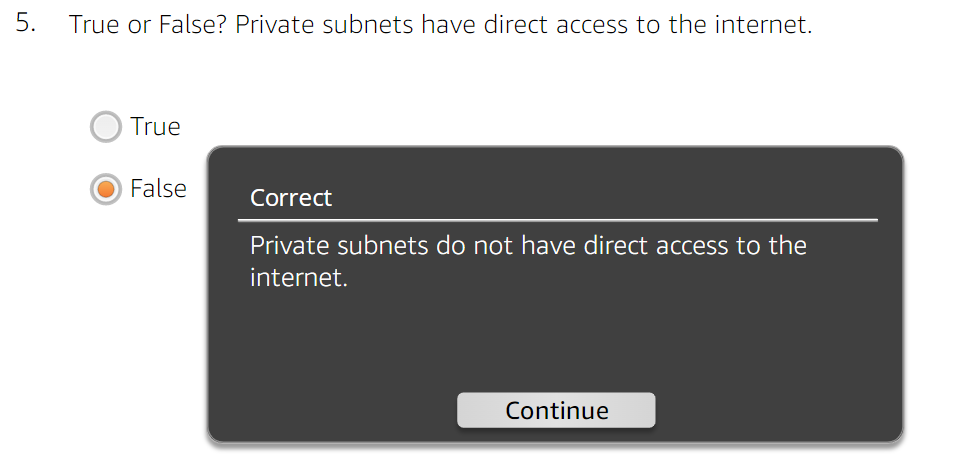 5. True or False? Private subnets have direct access to the internet.
True
False
Correct
Private subnets do not have direct access to the
internet.
Continue